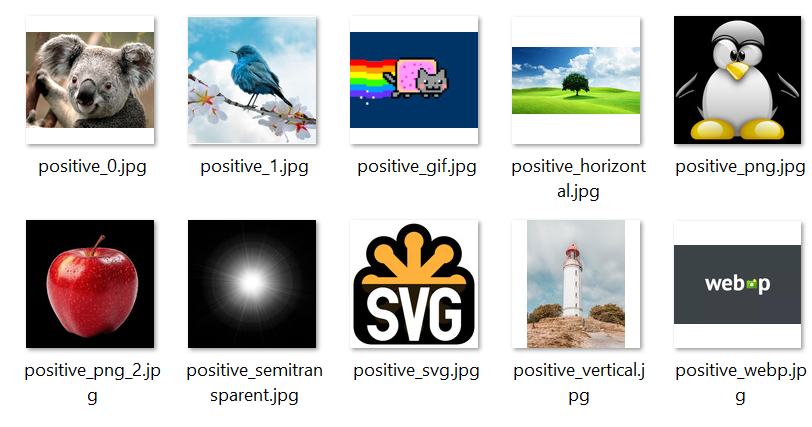 positive_0.jpg
positive_1.jpg
positive_gif.jpg
positive_horizont
al.jpg
positive_png.jpg
SVG
webp
positive_png_2.jp
g
positive_semitran
sparent.jpg
positive_svg.jpg
positive_vertical.j
pg
positive_webp.jp
g